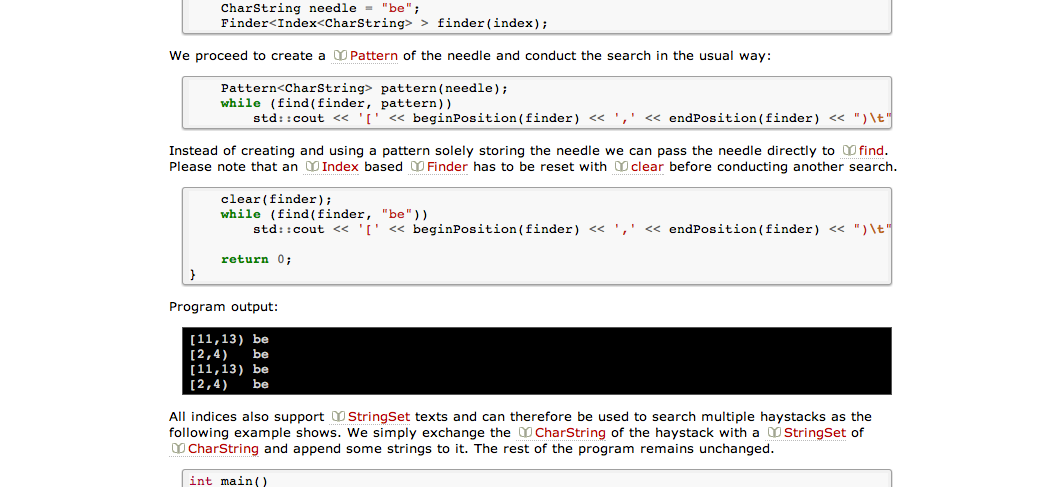 CharString needle = "be";
Finder<Index<CharString> > finder(index);
We proceed to create a Pattern of the needle and conduct the search in the usual way:
Pattern<CharString> pattern(needle);
while (find(finder, pattern))
std::cout << '[' << beginPosition(finder) << ',' << endPosition(finder) << ")\t"
Instead of creating and using a pattern solely storing the needle we can pass the needle directly to find.
Please note that an Index based Finder has to be reset with clear before conducting another search.
clear(finder);
while (find(finder, "be"))
std::cout << '[' << beginPosition(finder) << ',' << endPosition(finder) << ")\t"
return 0;
}
Program output:
[11,13) be
[2,4) be
[11,13) be
[2,4) be
All indices also support StringSet texts and can therefore be used to search multiple haystacks as the
following example shows. We simply exchange the CharString of the haystack with a StringSet of
CharString and append some strings to it. The rest of the program remains unchanged.
int main()